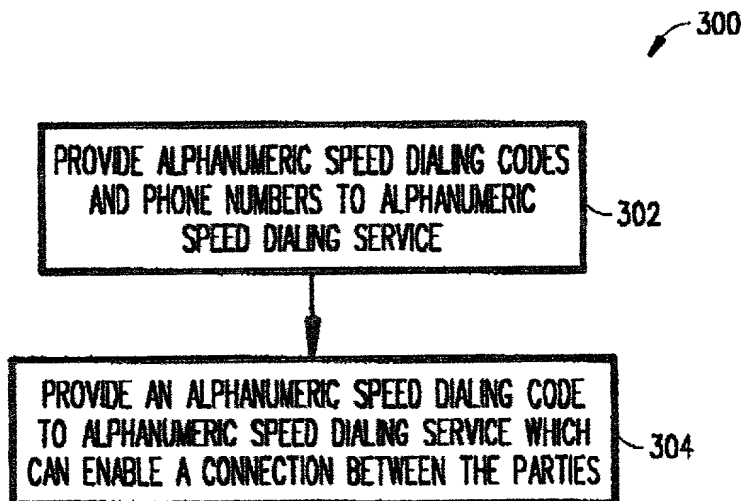 300
PROVIDE ALPHANUMERIC SPEED DIALING CODES
AND PHONE NUMBERS TO ALPHANUMERIC
SPEED DIALING SERVICE
302
PROVIDE AN ALPHANUMERIC SPEED DIALING CODE
TO ALPHANUMERIC SPEED DIALING SERVICE WHICH
CAN ENABLE A CONNECTION BETWEEN THE PARTIES
304